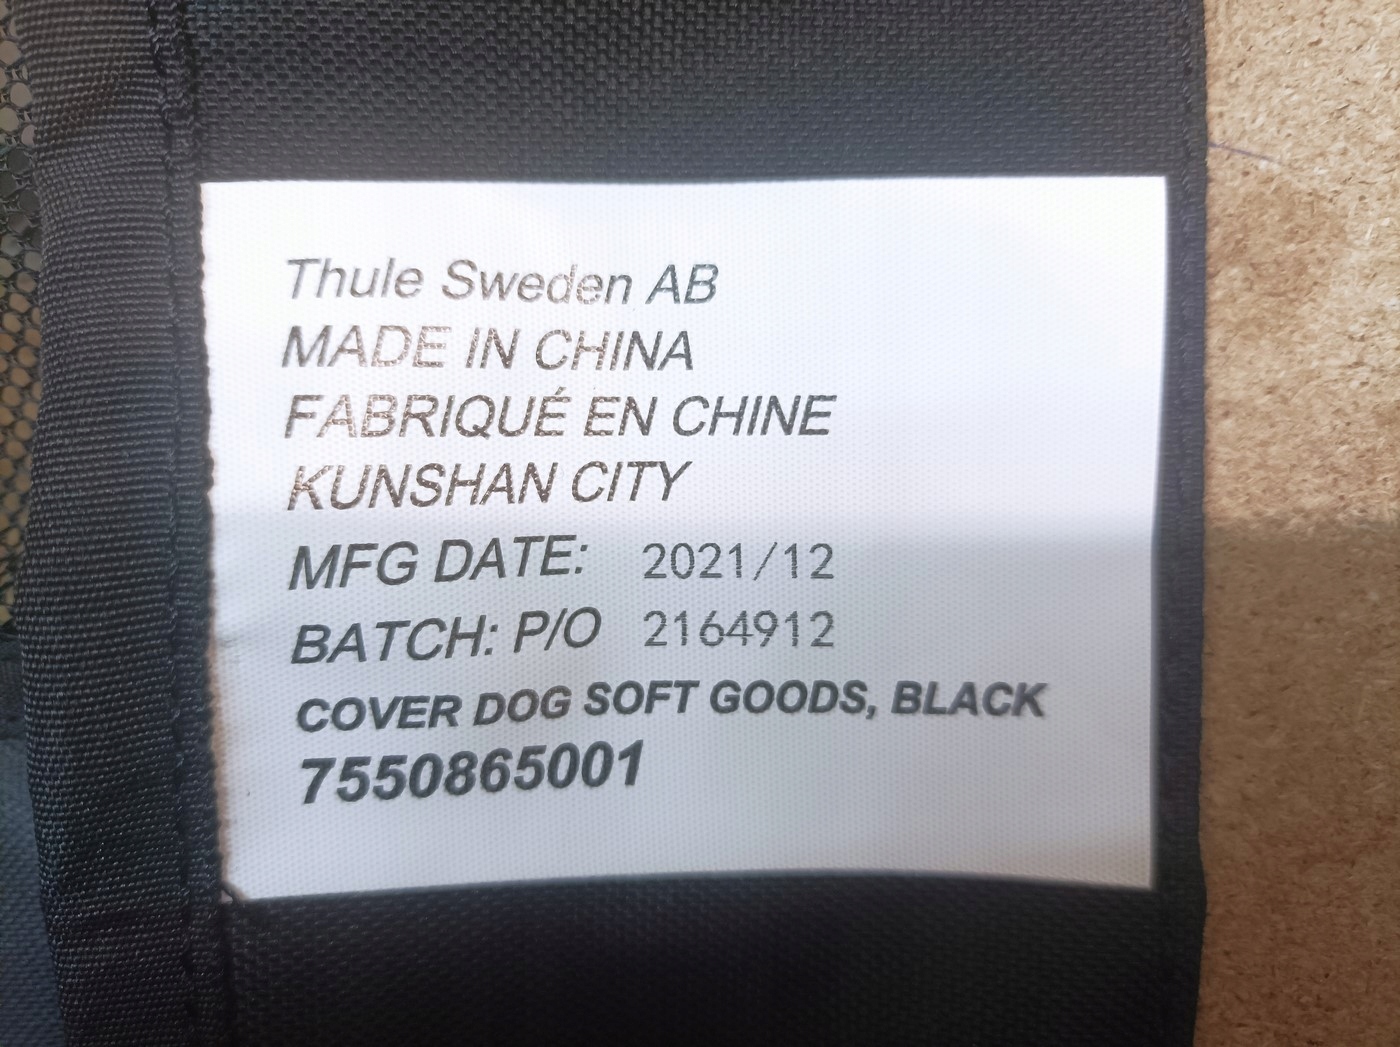 Thule Sweden AB
MADE IN CHINA
FABRIQUÉ EN CHINE
KUNSHAN CITY
MFG DATE: 2021/12
BATCH: P/O 2164912
COVER DOG SOFT GOODS, BLACK
7550865001